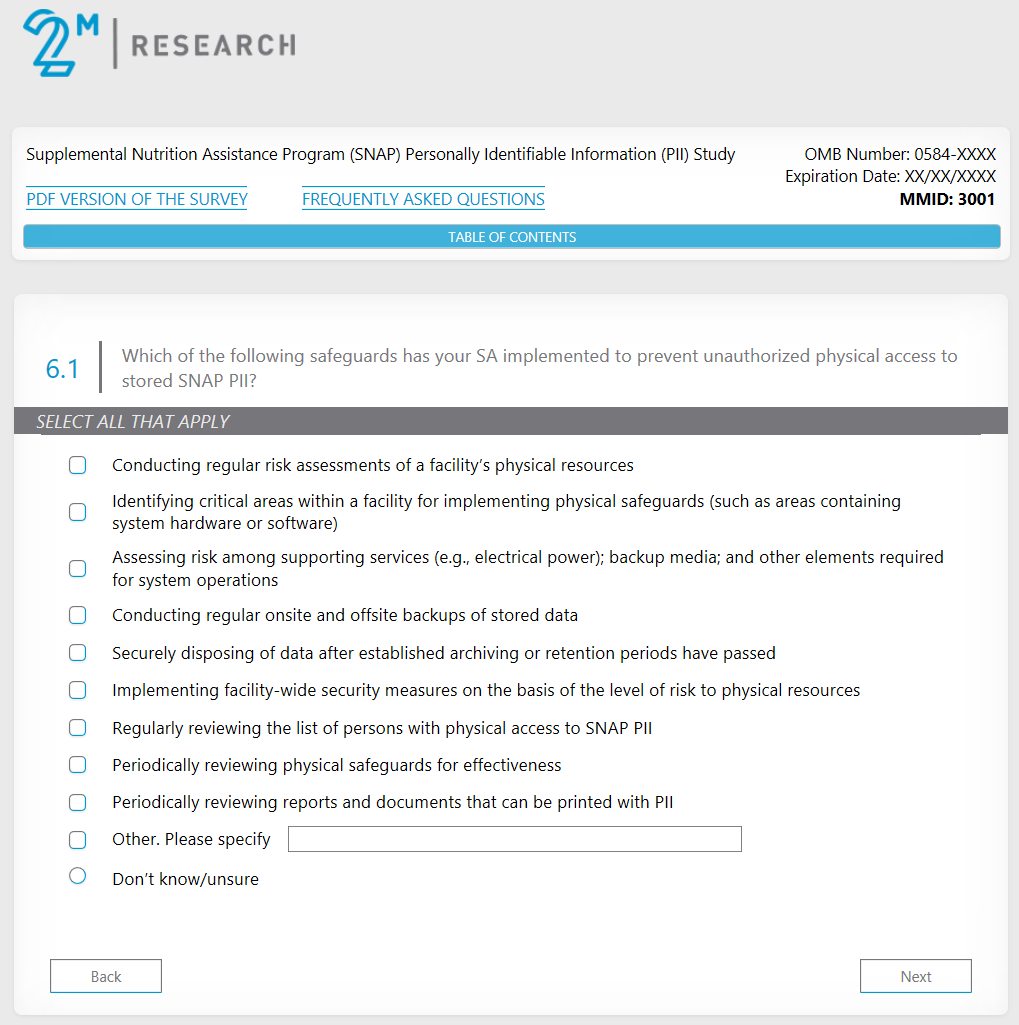 2M RESEARCH
Supplemental Nutrition Assistance Program (SNAP) Personally Identifiable Information (PII) Study
OMB Number: 0584-XXXX
Expiration Date: XX/XX/XXXX
PDF VERSION OF THE SURVEY
FREQUENTLY ASKED QUESTIONS
MMID: 3001
TABLE OF CONTENTS
6.1
Which of the following safeguards has your SA implemented to prevent unauthorized physical access to
stored SNAP PII?
SELECT ALL THAT APPLY
Conducting regular risk assessments of a facility’s physical resources
Identifying critical areas within a facility for implementing physical safeguards (such as areas containing
system hardware or software)
Assessing risk among supporting services (e.g., electrical power); backup media; and other elements required
for system operations
Conducting regular onsite and offsite backups of stored data
Securely disposing of data after established archiving or retention periods have passed
Implementing facility-wide security measures on the basis of the level of risk to physical resources
Regularly reviewing the list of persons with physical access to SNAP PII
Periodically reviewing physical safeguards for effectiveness
Periodically reviewing reports and documents that can be printed with PII
Other. Please specify
Don’t know/unsure
Back
Next